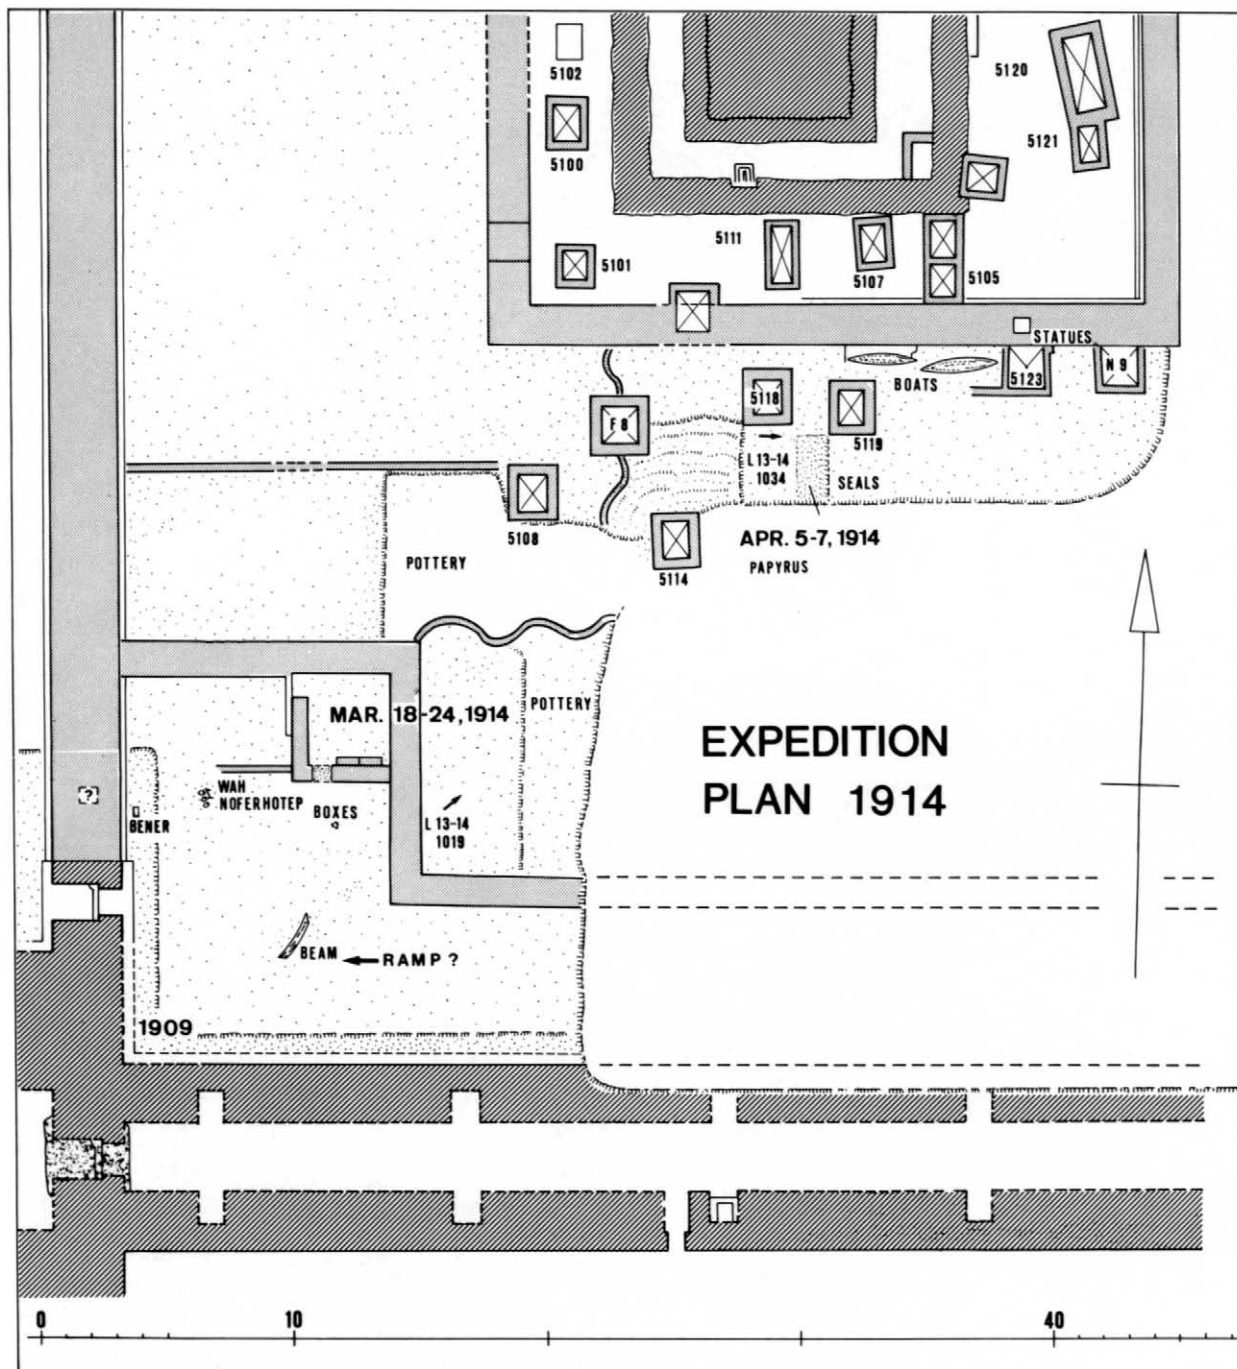 5102
5120
5121
5100
5111
5101
5107
5105
STATUES
BOATS
5123
N 9
5118
F 8
5119
L 13-14
1034
SEALS
5108
APR. 5-7, 1914
PAPYRUS
POTTERY
5114
POTTERY
MAR. 18-24, 1914
EXPEDITION
PLAN 1914
?
WAH
NOFERHOTEP
BENER
BOXES
L 13-14
1019
BEAM
RAMP ?
1909
0
10
40